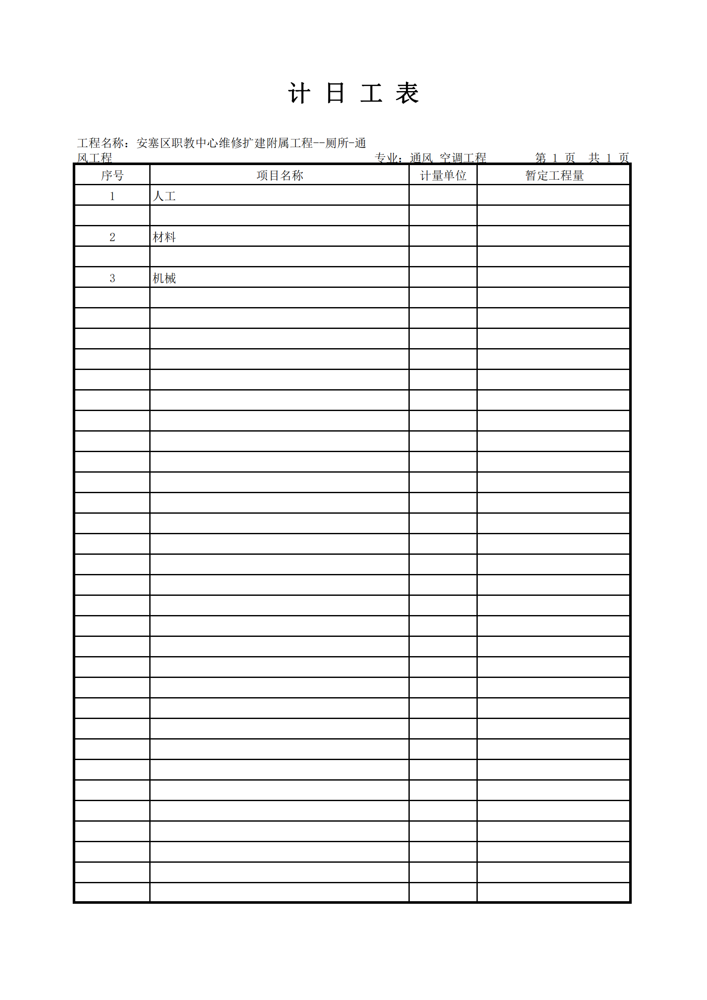 计 日 工 表
工程名称：安塞区职教中心维修扩建附属工程--厕所-通
风工程 专业：通风 空调工程 第 1 页 共 1 页
序号 项目名称 计量单位 暂定工程量
1 人工
2 材料
3 机械